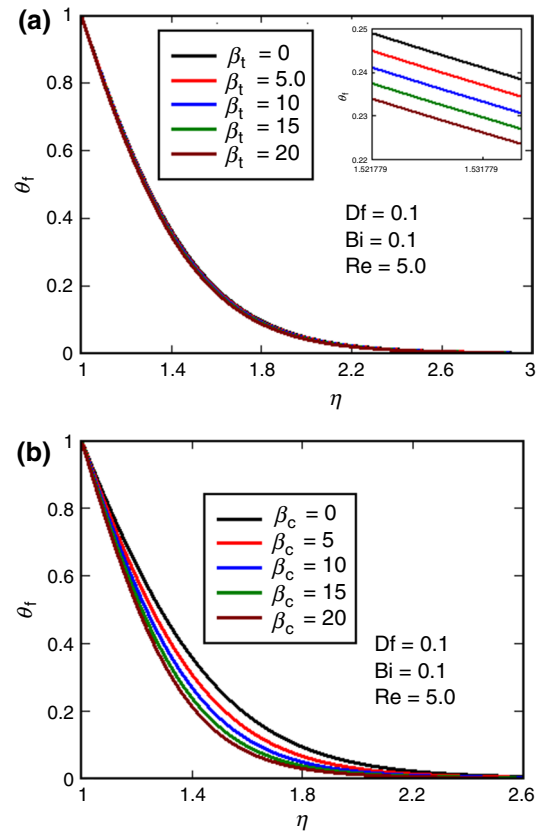 (a)
1
0.8
0.6
0.4
0.2
0
θf
1
1.4
1.8
2.2
2.6
3
η
βt = 0
βt = 5.0
βt = 10
βt = 15
βt = 20
0.25
0.24
0.23
0.22
θf
1.521779
1.531779
Df = 0.1
Bi = 0.1
Re = 5.0
(b)
1
0.8
0.6
0.4
0.2
0
θf
1
1.4
1.8
2.2
2.6
η
βc = 0
βc = 5
βc = 10
βc = 15
βc = 20
Df = 0.1
Bi = 0.1
Re = 5.0